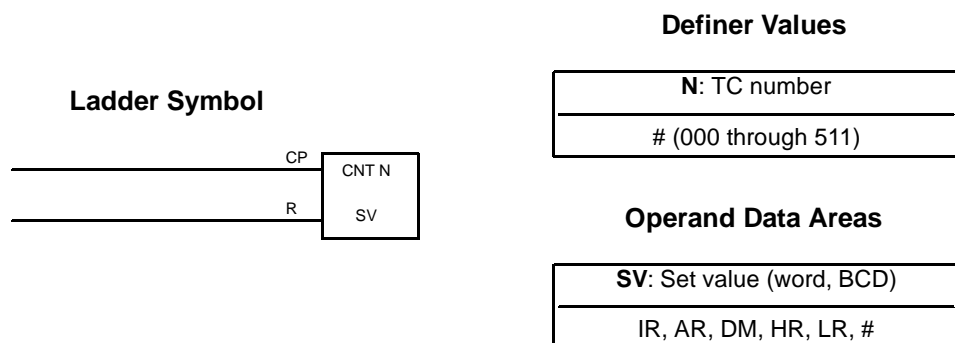 Ladder Symbol
CP
CNT N
R
SV
Definer Values
N: TC number
# (000 through 511)
Operand Data Areas
SV: Set value (word, BCD)
IR, AR, DM, HR, LR, #